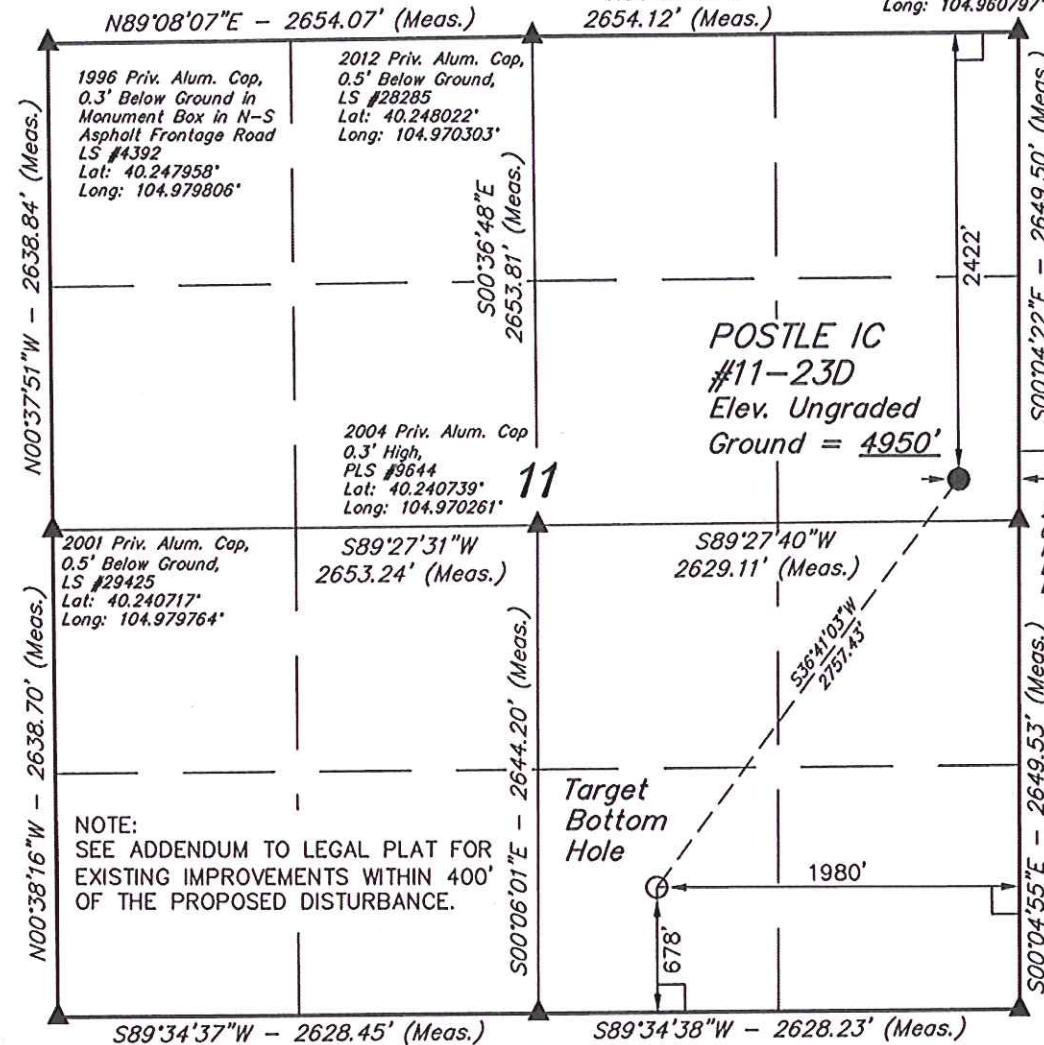 N89°08'07"E - 2654.07' (Meas.)
2654.12' (Meas.)
Long: 104.960797°
1996 Priv. Alum. Cap,
0.3' Below Ground in
Monument Box in N-S
Asphalt Frontage Road
LS #4392
Lat: 40.247958°
Long: 104.979806°
2012 Priv. Alum. Cap,
0.5' Below Ground,
LS #28285
Lat: 40.248022°
Long: 104.970303°
N00°37'51"W - 2638.84' (Meas.)
S00°36'48"E
2653.81' (Meas.)
2422'
S00°04'22"E - 2649.50' (Meas.)
POSTLE IC
#11-23D
Elev. Ungraded
Ground = 4950'
2004 Priv. Alum. Cap
0.3' High,
PLS #9644
Lat: 40.240739°
Long: 104.970261°
11
2001 Priv. Alum. Cap,
0.5' Below Ground,
LS #29425
Lat: 40.240717°
Long: 104.979764°
S89°27'31"W
2653.24' (Meas.)
S89°27'40"W
2629.11' (Meas.)
S36°41'03"W
2757.43'
N00°38'16"W - 2638.70' (Meas.)
S00°06'01"E - 2644.20' (Meas.)
S00°04'55"E - 2649.53' (Meas.)
Target
Bottom
Hole
1980'
678'
NOTE:
SEE ADDENDUM TO LEGAL PLAT FOR
EXISTING IMPROVEMENTS WITHIN 400'
OF THE PROPOSED DISTURBANCE.
S89°34'37"W - 2628.45' (Meas.)
S89°34'38"W - 2628.23' (Meas.)